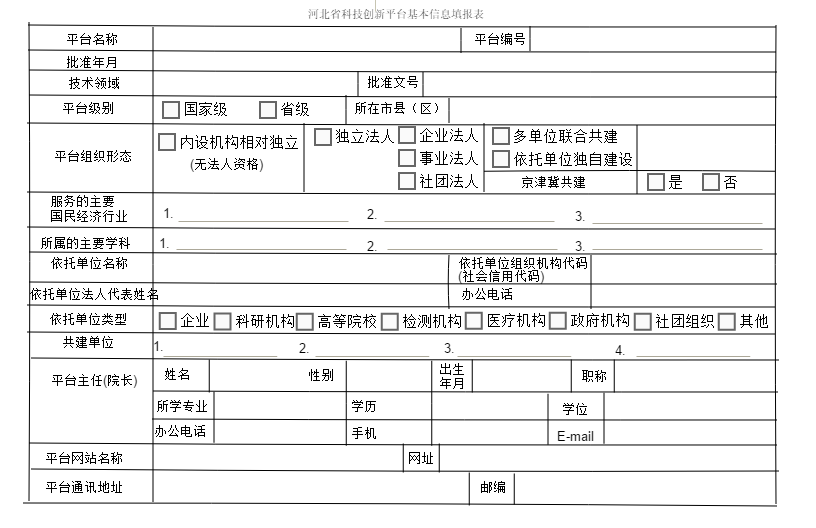 河北省科技创新平台基本信息填报表
平台名称 平台编号
批准年月
技术领域 批准文号
平台级别 国家级 省级 所在市县（区）
平台组织形态 内设机构相对独立 (无法人资格) 独立法人 企业法人 多单位联合共建
事业法人 依托单位独自建设
社团法人 京津冀共建 是 否
服务的主要
国民经济行业 1. 2. 3.
所属的主要学科 1. 2. 3.
依托单位名称 依托单位组织机构代码
(社会信用代码)
依托单位法人代表姓名 办公电话
依托单位类型 企业 科研机构 高等院校 检测机构 医疗机构 政府机构 社团组织 其他
共建单位 1. 2. 3. 4.
平台主任(院长) 姓名 性别 出生
年月 职称
所学专业 学历 学位
办公电话 手机 E-mail
平台网站名称 网址
平台通讯地址 邮编